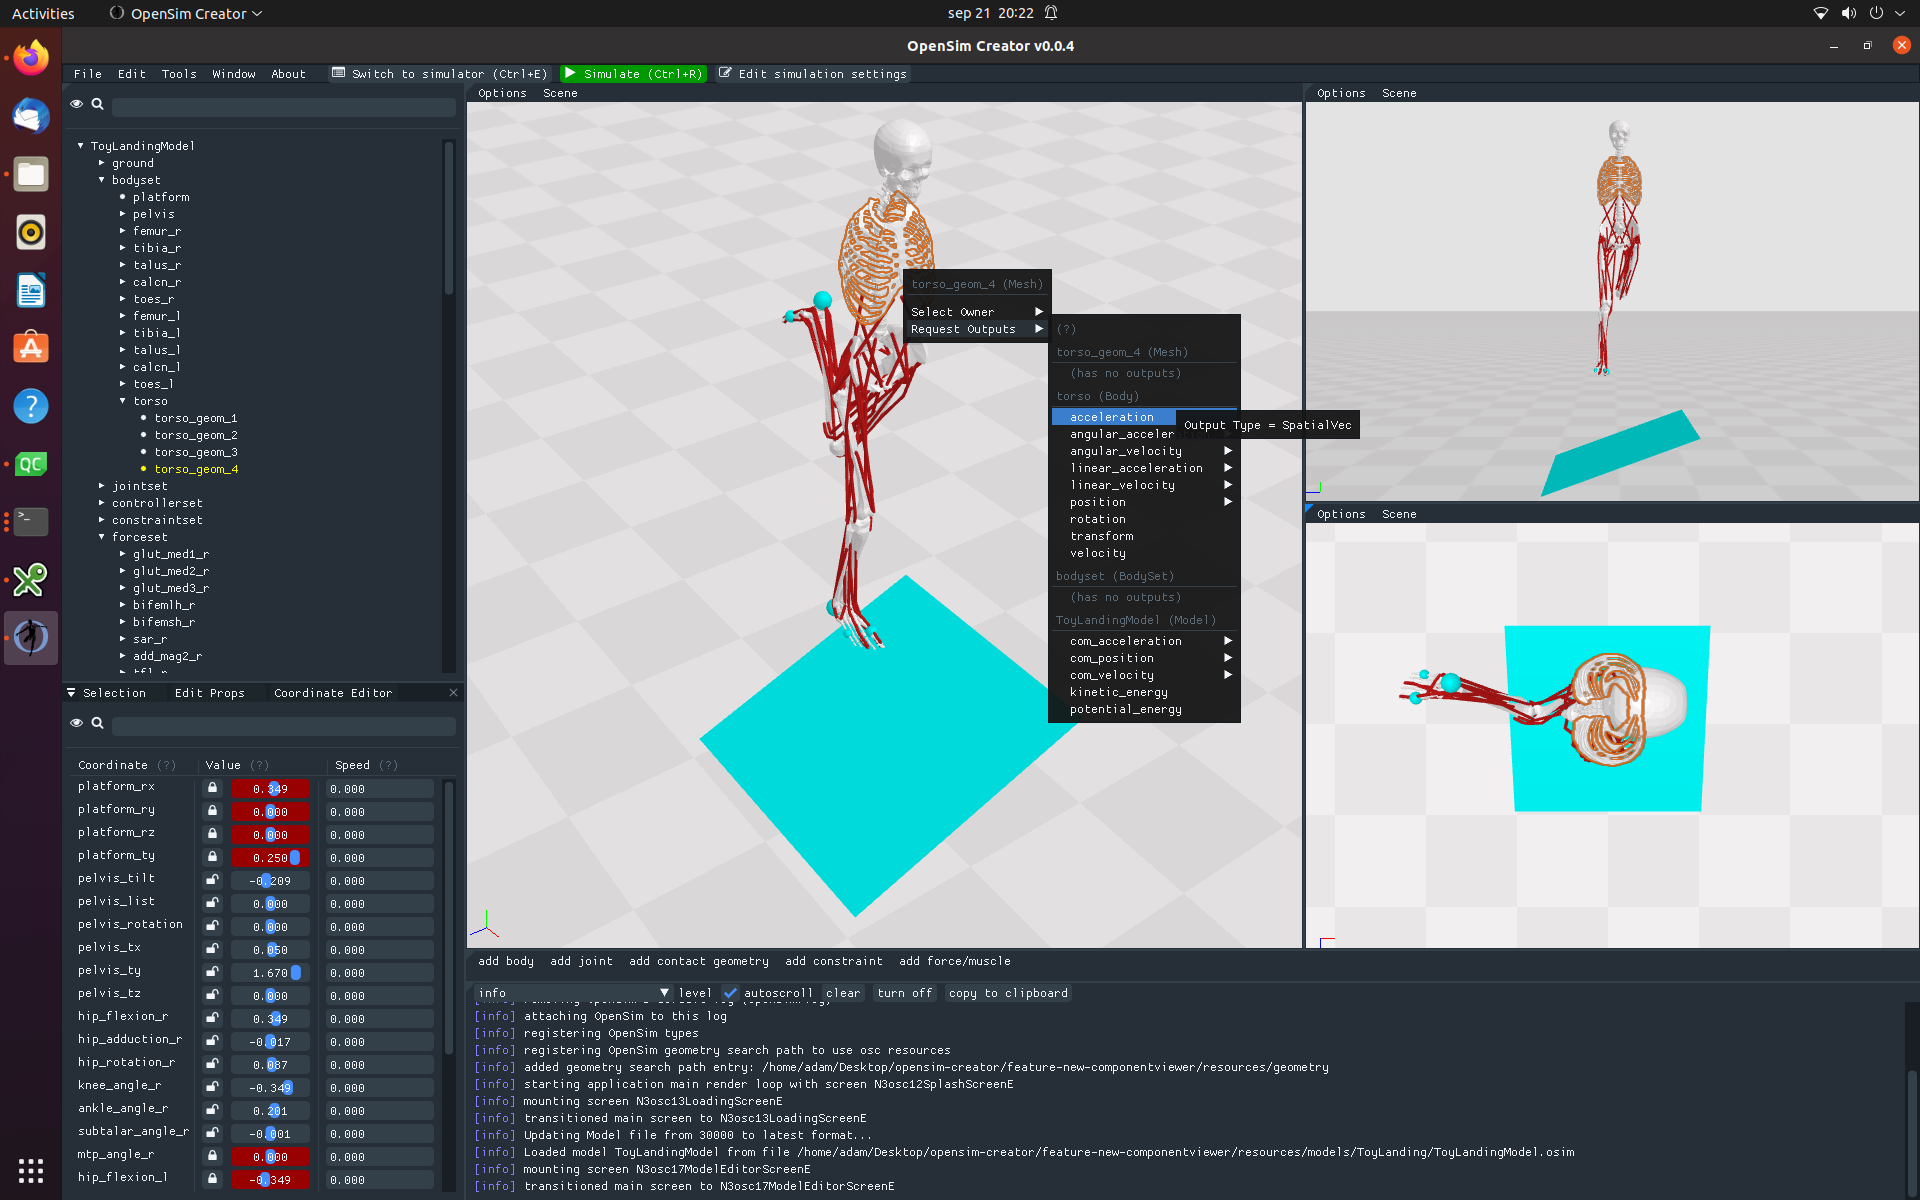 Activities
OpenSim Creator
sep 21 20:22
OpenSim Creator v0.0.4
File Edit Tools Window About
Switch to simulator (Ctrl+E)
Simulate (Ctrl+R)
Edit simulation settings
ToyLandingModel
ground
bodyset
platform
pelvis
femur_r
tibia_r
talus_r
calcn_r
toes_r
femur_l
tibia_l
talus_l
calcn_l
toes_l
torso
torso_geom_1
torso_geom_2
torso_geom_3
torso_geom_4
jointset
controllerset
constraintset
forceset
glut_med1_r
glut_med2_r
glut_med3_r
bifemlh_r
bifemsh_r
sar_r
add_mag2_r
Selection Edit Props Coordinate Editor
Coordinate (?) Value (?) Speed (?)
platform_rx 0.349 0.000
platform_ry 0.000 0.000
platform_rz 0.000 0.000
platform_ty 0.250 0.000
pelvis_tilt -0.209 0.000
pelvis_list 0.000 0.000
pelvis_rotation 0.000 0.000
pelvis_tx 0.050 0.000
pelvis_ty 1.670 0.000
pelvis_tz 0.000 0.000
hip_flexion_r 0.349 0.000
hip_adduction_r -0.017 0.000
hip_rotation_r 0.087 0.000
knee_angle_r -0.349 0.000
ankle_angle_r 0.201 0.000
subtalar_angle_r -0.001 0.000
mtp_angle_r 0.000 0.000
hip_flexion_l -0.349 0.000
Options Scene
torso_geom_4 (Mesh)
Select Owner
Request Outputs
(?)
torso_geom_4 (Mesh)
(has no outputs)
torso (Body)
acceleration
Output Type = SpatialVec
angular_acceler
angular_velocity
linear_acceleration
linear_velocity
position
rotation
transform
velocity
bodyset (BodySet)
(has no outputs)
ToyLandingModel (Model)
com_acceleration
com_position
com_velocity
kinetic_energy
potential_energy
Options Scene
Options Scene
add body add joint add contact geometry add constraint add force/muscle
info level autoscroll clear turn off copy to clipboard
[info] attaching OpenSim to this log
[info] registering OpenSim types
[info] registering OpenSim geometry search path to use osc resources
[info] added geometry search path entry: /home/adam/Desktop/opensim-creator/feature-new-componentviewer/resources/geometry
[info] starting application main render loop with screen N3osc12SplashScreenE
[info] mounting screen N3osc13LoadingScreenE
[info] transitioned main screen to N3osc13LoadingScreenE
[info] Updating Model file from 30000 to latest format...
[info] Loaded model ToyLandingModel from file /home/adam/Desktop/opensim-creator/feature-new-componentviewer/resources/models/ToyLanding/ToyLandingModel.osim
[info] mounting screen N3osc17ModelEditorScreenE
[info] transitioned main screen to N3osc17ModelEditorScreenE